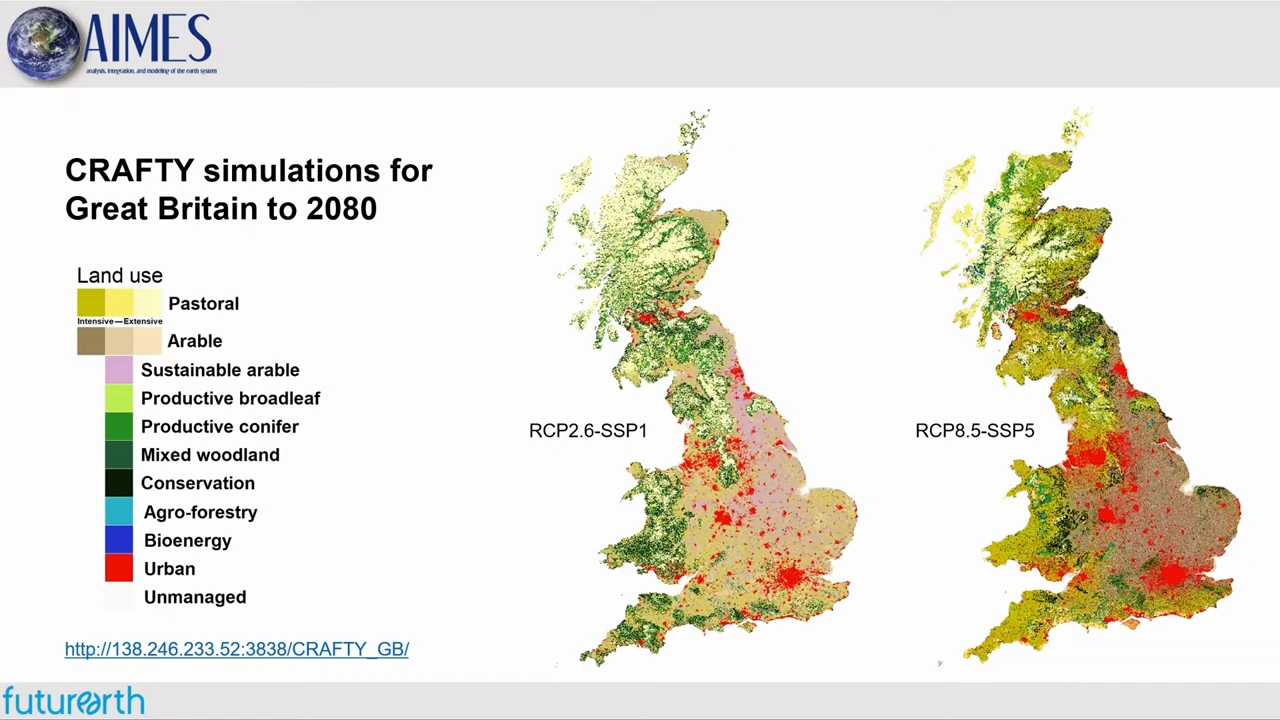 AIMES
analysis, integration, and modeling of the earth system
CRAFTY simulations for
Great Britain to 2080
Land use
Pastoral
Intensive — Extensive
Arable
Sustainable arable
Productive broadleaf
Productive conifer
Mixed woodland
Conservation
Agro-forestry
Bioenergy
Urban
Unmanaged
RCP2.6-SSP1
RCP8.5-SSP5
http://138.246.233.52:3838/CRAFTY_GB/
futurearth